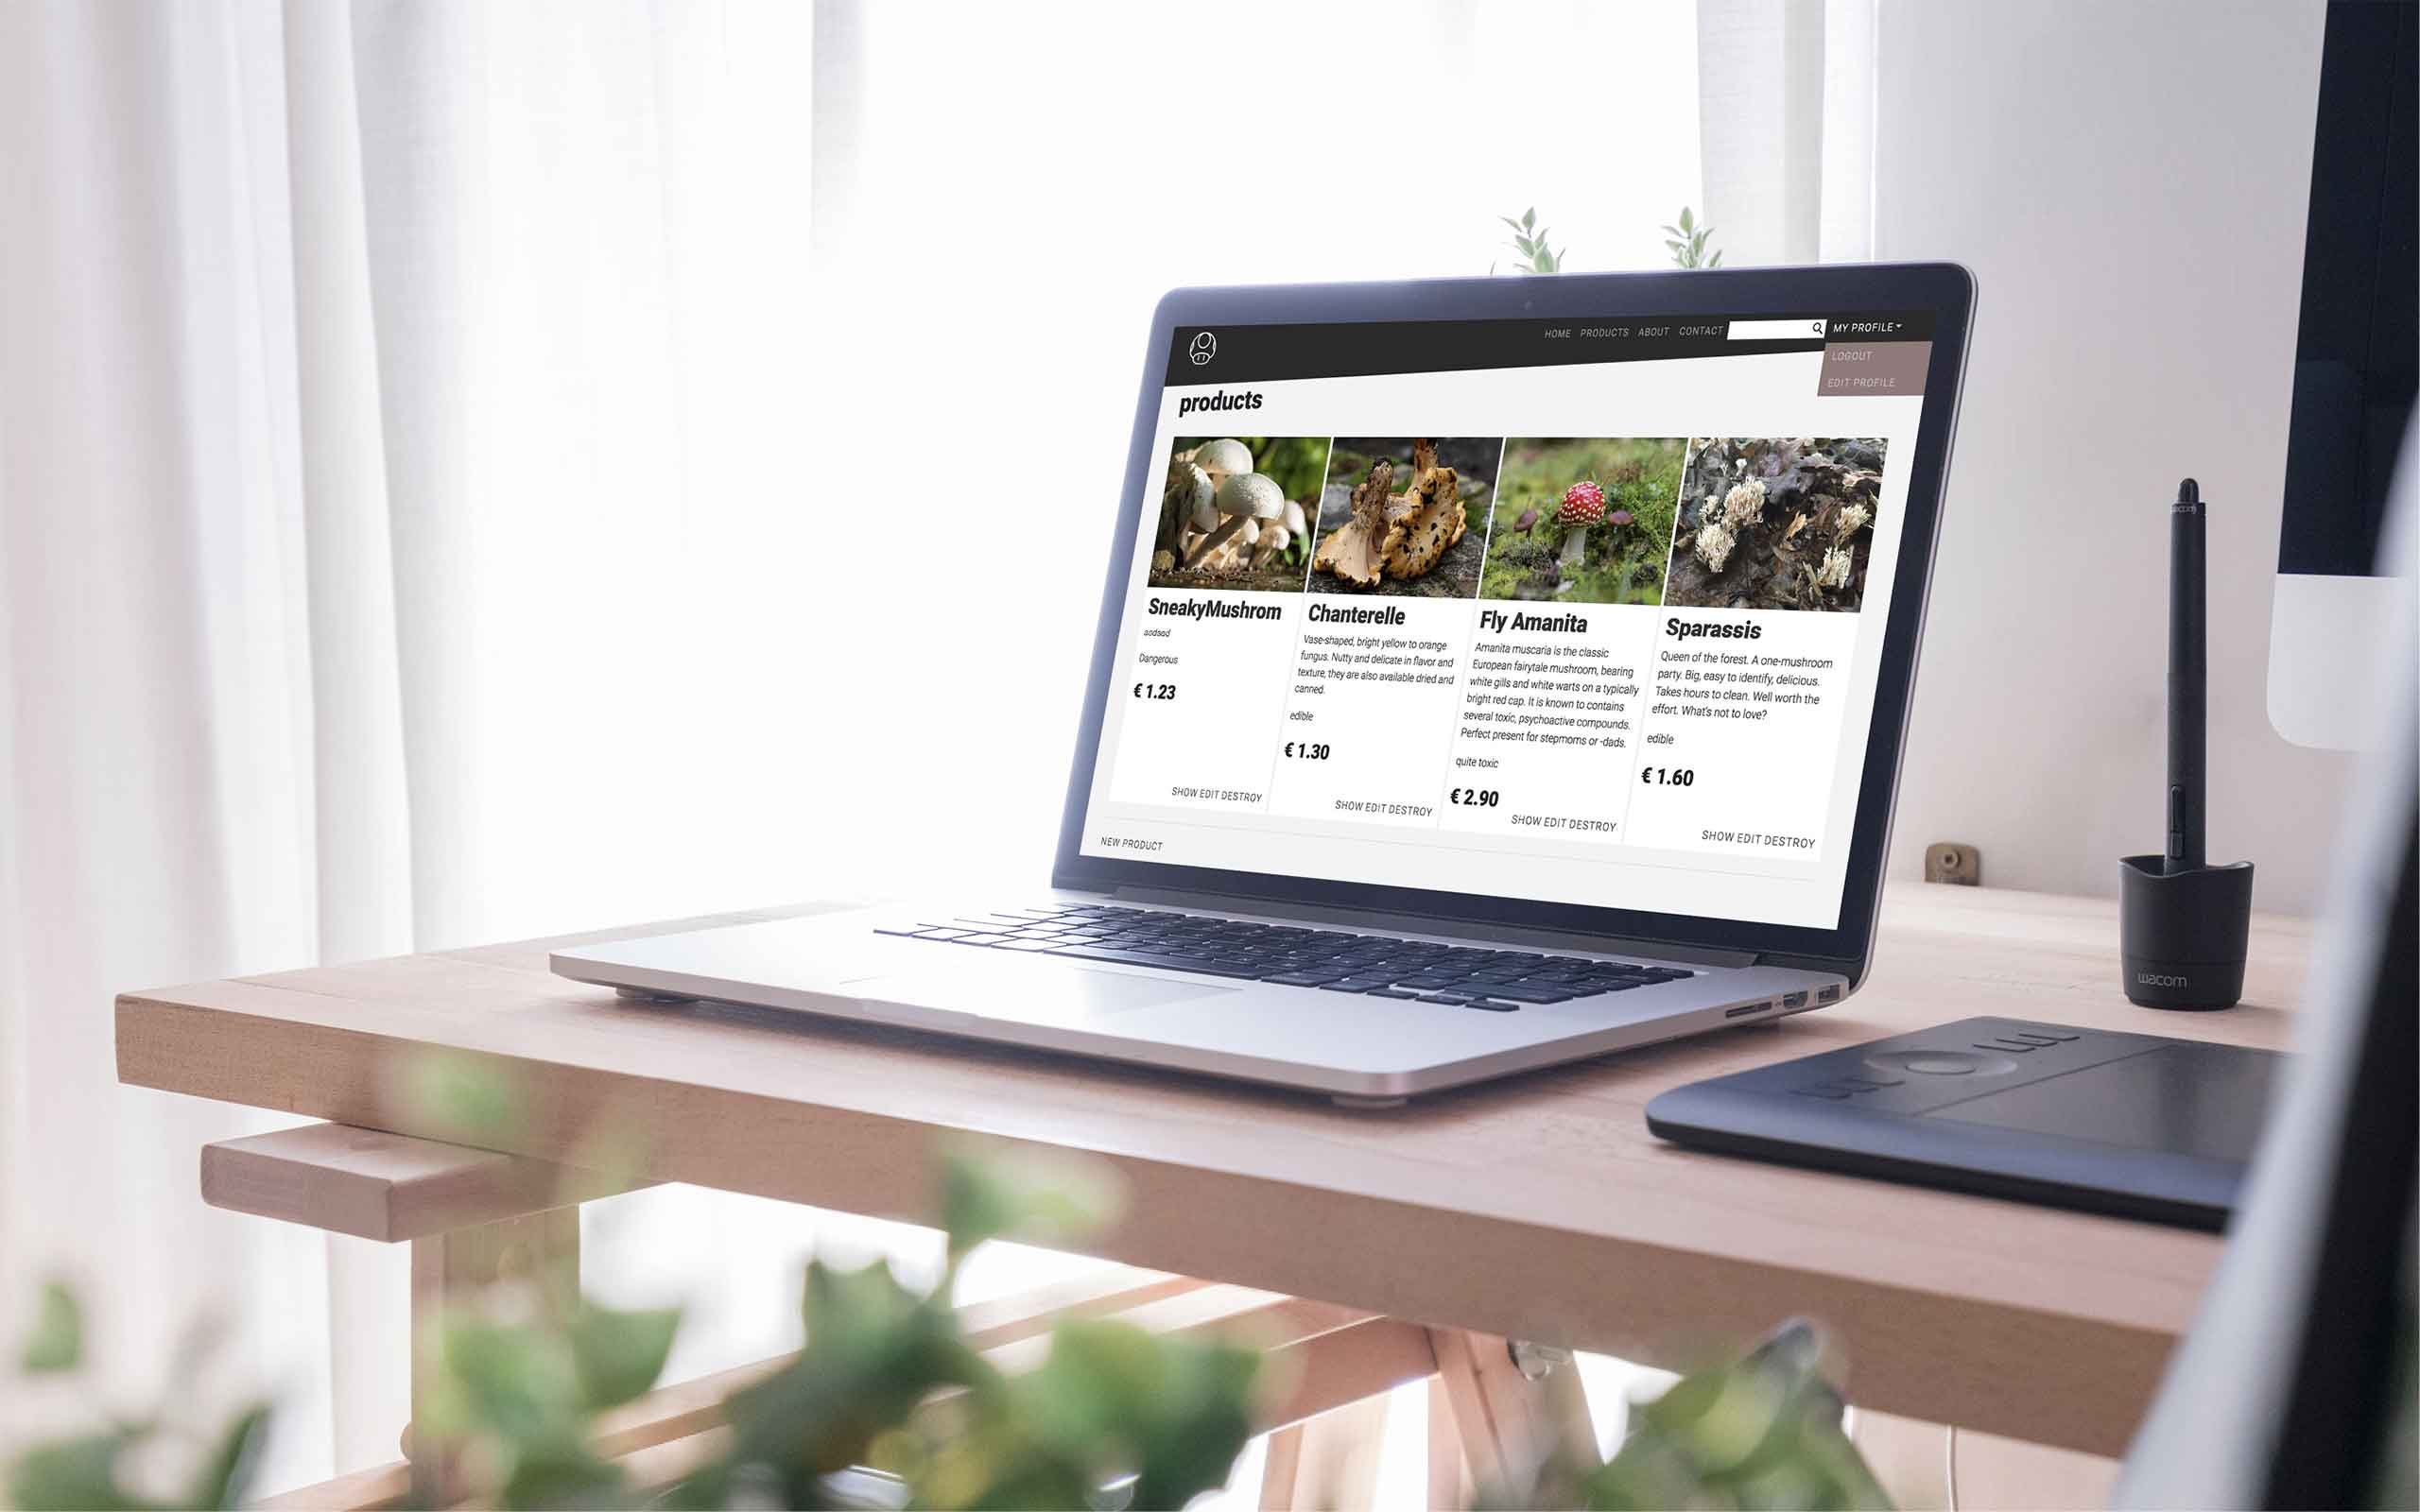 HOME PRODUCTS ABOUT CONTACT MY PROFILE
LOGOUT
EDIT PROFILE
products
SneakyMushrom
aodsad
Dangerous
€ 1.23
SHOW EDIT DESTROY
Chanterelle
Vase-shaped, bright yellow to orange
fungus. Nutty and delicate in flavor and
texture, they are also available dried and
canned.
edible
€ 1.30
SHOW EDIT DESTROY
Fly Amanita
Amanita muscaria is the classic
European fairytale mushroom, bearing
white gills and white warts on a typically
bright red cap. It is known to contains
several toxic, psychoactive compounds.
Perfect present for stepmoms or -dads.
quite toxic
€ 2.90
SHOW EDIT DESTROY
Sparassis
Queen of the forest. A one-mushroom
party. Big, easy to identify, delicious.
Takes hours to clean. Well worth the
effort. What's not to love?
edible
€ 1.60
SHOW EDIT DESTROY
NEW PRODUCT
wacom
wacom